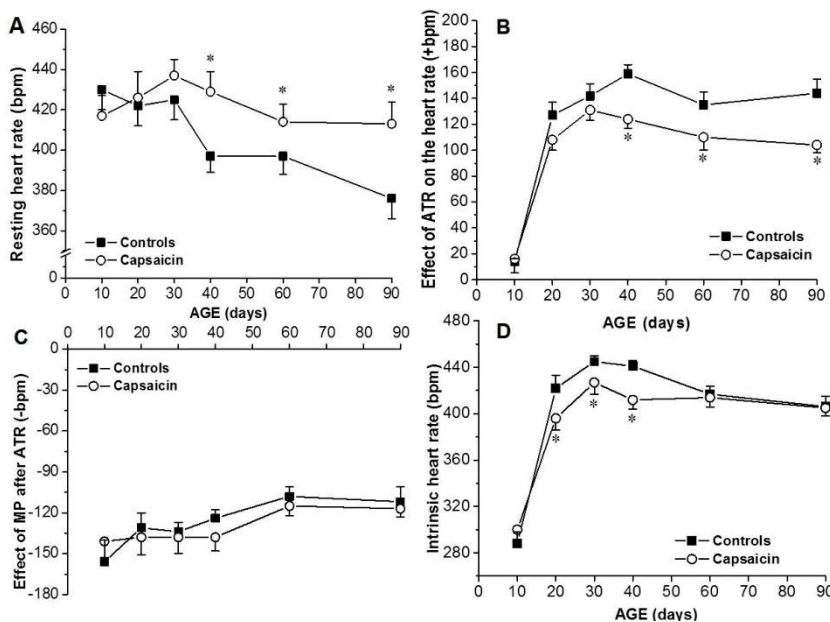 A
Resting heart rate (bpm)
440
420
400
380
360
0
* * *
Controls
Capsaicin
0 10 20 30 40 50 60 70 80 90
AGE (days)
B
Effect of ATR on the heart rate (+bpm)
200
180
160
140
120
100
80
60
40
20
0
* * *
Controls
Capsaicin
0 10 20 30 40 50 60 70 80 90
AGE (days)
C
0 10 20 30 40 50 60 70 80 90
Effect of MP after ATR (-bpm)
0
-30
-60
-90
-120
-150
-180
Controls
Capsaicin
D
Intrinsic heart rate (bpm)
480
440
400
360
320
280
* * *
Controls
Capsaicin
0 10 20 30 40 50 60 70 80 90
AGE (days)